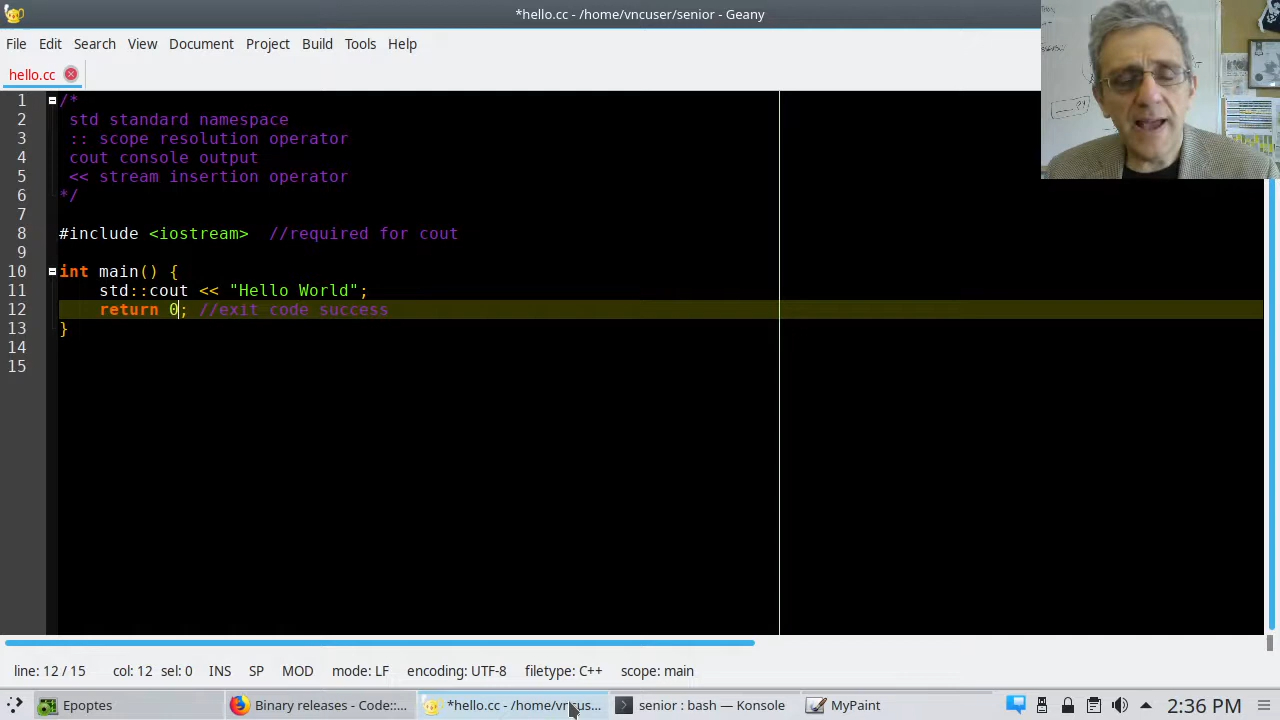 *hello.cc - /home/vncuser/senior - Geany
File Edit Search View Document Project Build Tools Help
hello.cc
1 /*
2 std standard namespace
3 :: scope resolution operator
4 cout console output
5 << stream insertion operator
6 */
7
8 #include <iostream>  //required for cout
9
10 int main() {
11 std::cout << "Hello World";
12 return 0; //exit code success
13 }
14
15
line: 12 / 15 col: 12 sel: 0 INS SP MOD mode: LF encoding: UTF-8 filetype: C++ scope: main
Epoptes Binary releases - Code::... *hello.cc - /home/vncus... senior : bash — Konsole MyPaint 2:36 PM